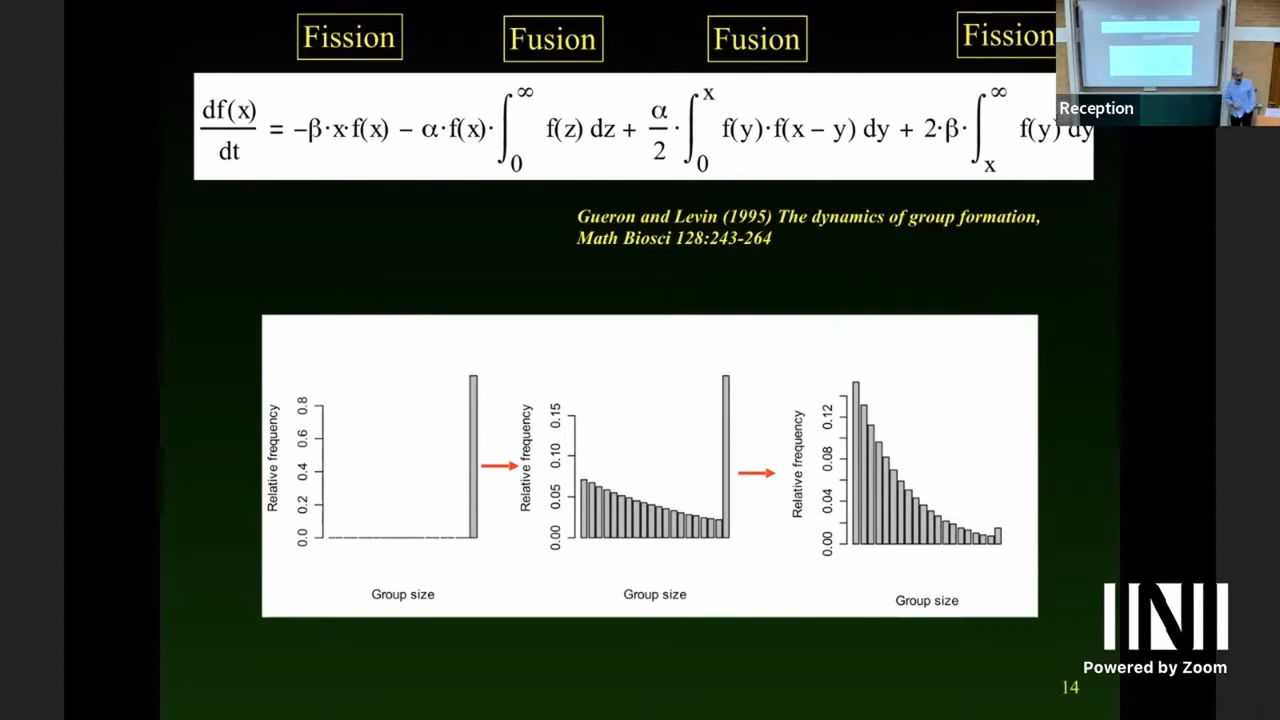 Fission Fusion Fusion Fission
df(x)/dt = −β·x·f(x) − α·f(x)·∫₀^∞ f(z) dz + α/2 · ∫₀^x f(y)·f(x − y) dy + 2·β·∫ₓ^∞ f(y) dy
Reception
Gueron and Levin (1995) The dynamics of group formation,
Math Biosci 128:243-264
Relative frequency
0.0 0.2 0.4 0.6 0.8
Group size
Relative frequency
0.00 0.05 0.10 0.15
Group size
Relative frequency
0.00 0.04 0.08 0.12
Group size
INI
Powered by Zoom
14